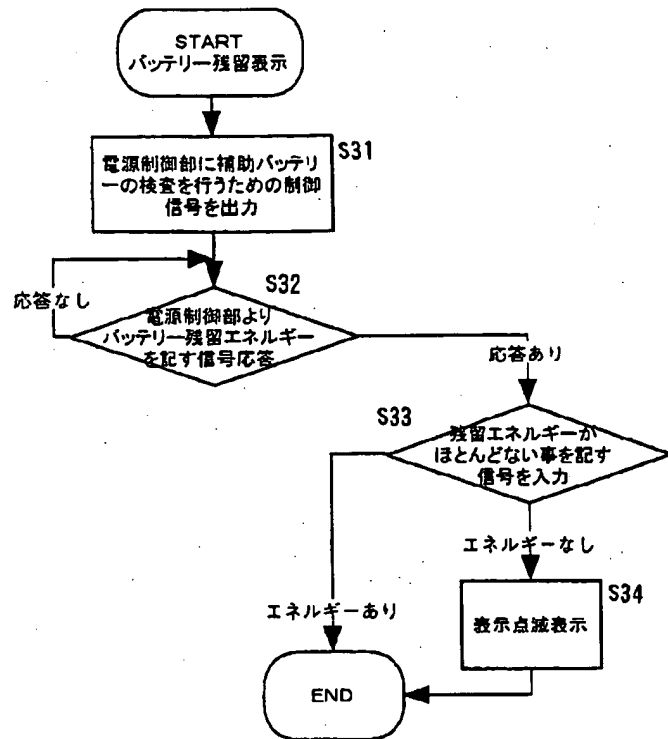 START
バッテリー残留表示
S31
電源制御部に補助バッテリ
ーの検査を行うための制御
信号を出力
S32
応答なし
電源制御部より
バッテリー残留エネルギー
を記す信号応答
応答あり
S33
残留エネルギーが
ほとんどない事を記す
信号を入力
エネルギーなし
S34
表示点滅表示
エネルギーあり
END